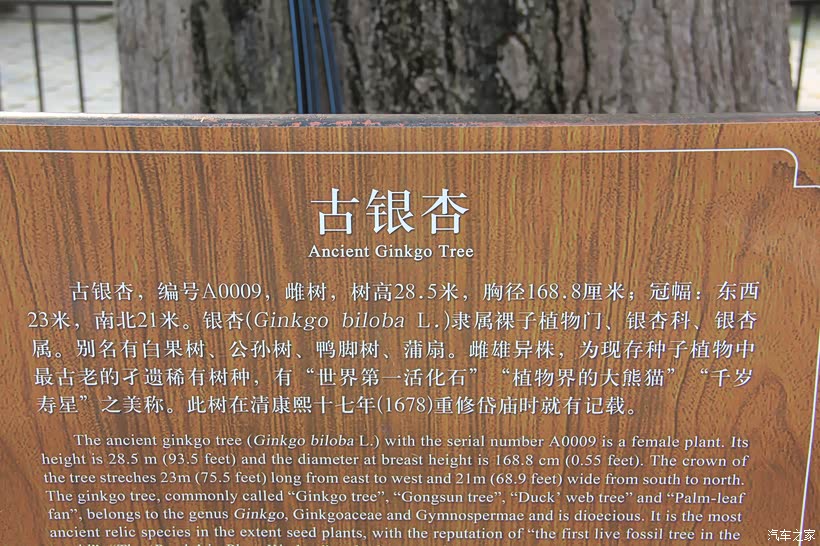 古银杏
Ancient Ginkgo Tree
古银杏，编号A0009，雌树，树高28.5米，胸径168.8厘米；冠幅：东西
23米，南北21米。银杏(Ginkgo biloba L.)隶属裸子植物门、银杏科、银杏
属。别名有白果树、公孙树、鸭脚树、蒲扇。雌雄异株，为现存种子植物中
最古老的孑遗稀有树种，有“世界第一活化石”“植物界的大熊猫”“千岁
寿星”之美称。此树在清康熙十七年(1678)重修岱庙时就有记载。
The ancient ginkgo tree (Ginkgo biloba L.) with the serial number A0009 is a female plant. Its
height is 28.5 m (93.5 feet) and the diameter at breast height is 168.8 cm (0.55 feet). The crown of
the tree streches 23m (75.5 feet) long from east to west and 21m (68.9 feet) wide from south to north.
The ginkgo tree, commonly called “Ginkgo tree”, “Gongsun tree”, “Duck’ web tree” and “Palm-leaf
fan”, belongs to the genus Ginkgo, Ginkgoaceae and Gymnospermae and is dioecious. It is the most
ancient relic species in the extent seed plants, with the reputation of “the first live fossil tree in the
汽车之家